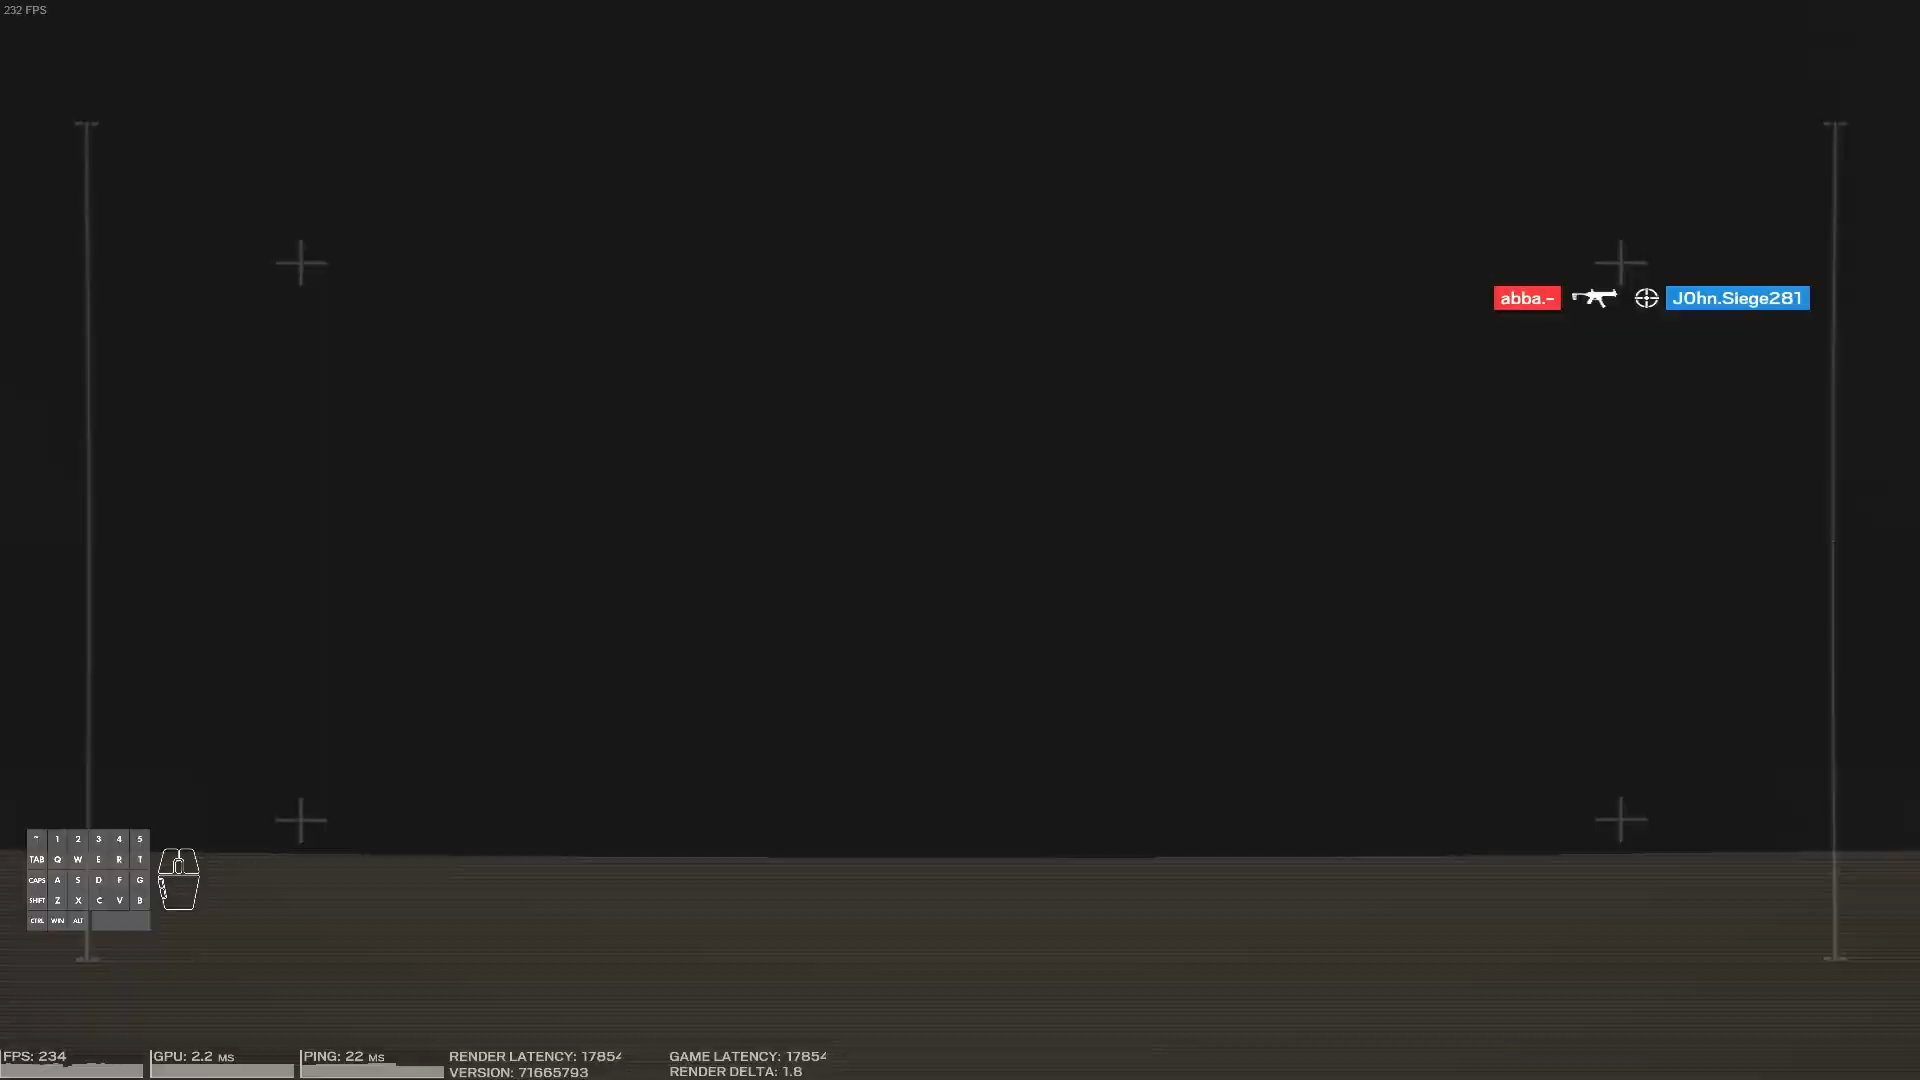 232 FPS
abba.- J0hn.Siege281
~ 1 2 3 4 5
TAB Q W E R T
CAPS A S D F G
SHIFT Z X C V B
CTRL WIN ALT
FPS: 234 GPU: 2.2 MS PING: 22 MS RENDER LATENCY: 17854 GAME LATENCY: 17854
VERSION: 71665793 RENDER DELTA: 1.8